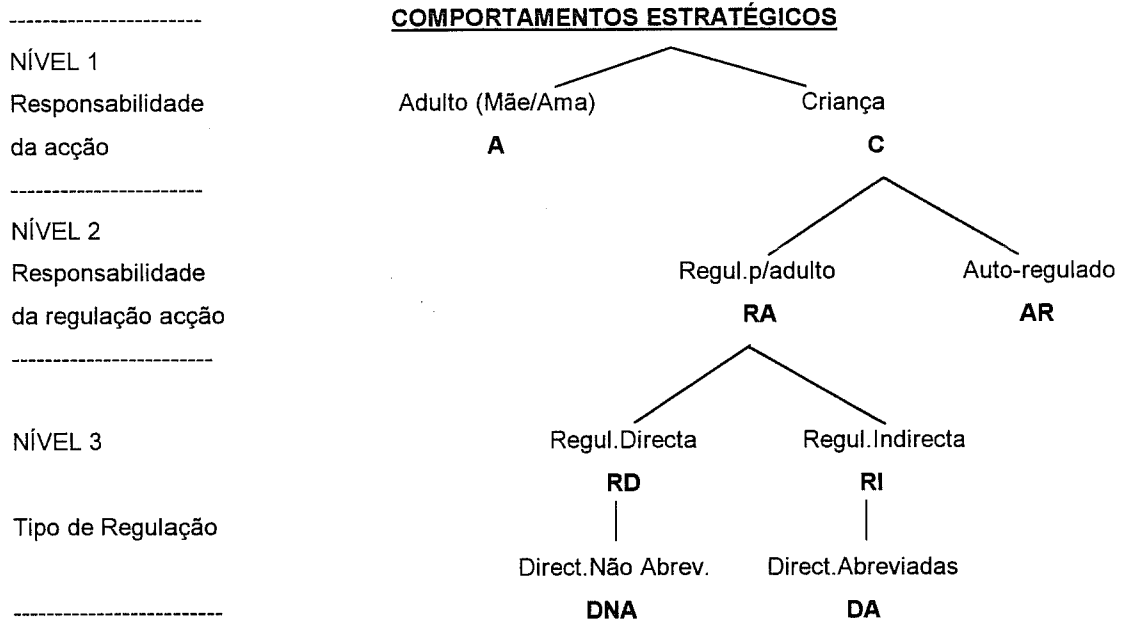 COMPORTAMENTOS ESTRATÉGICOS
NÍVEL 1
Responsabilidade Adulto (Mãe/Ama) Criança
da acção A C
NÍVEL 2
Responsabilidade Regul.p/adulto Auto-regulado
da regulação acção RA AR
NÍVEL 3 Regul.Directa Regul.Indirecta
RD RI
Tipo de Regulação
Direct.Não Abrev. Direct.Abreviadas
DNA DA